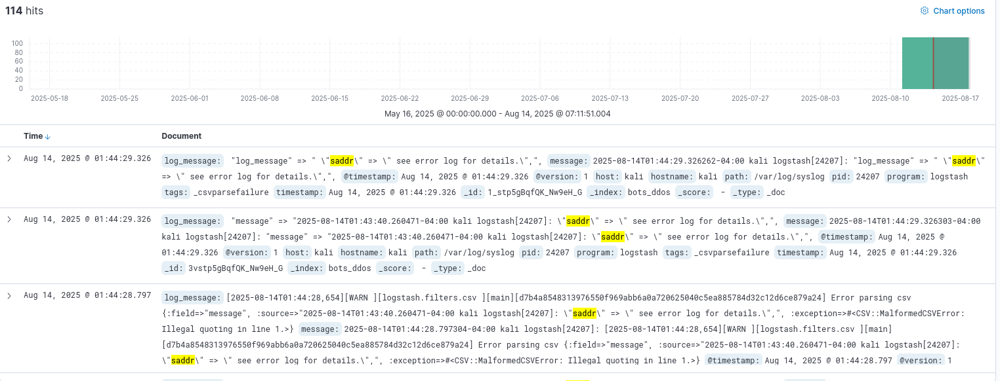 114 hits
Chart options
100
80
60
40
20
0
2025-05-18 2025-05-25 2025-06-01 2025-06-08 2025-06-15 2025-06-22 2025-06-29 2025-07-06 2025-07-13 2025-07-20 2025-07-27 2025-08-03 2025-08-10 2025-08-17
May 16, 2025 @ 00:00:00.000 - Aug 14, 2025 @ 07:11:51.004
Time Document
Aug 14, 2025 @ 01:44:29.326 log_message: "log_message" => " \"saddr\" => \" see error log for details.\",", message: 2025-08-14T01:44:29.326262-04:00 kali logstash[24207]: "log_message" => " \"saddr\"
=> \" see error log for details.\",", @timestamp: Aug 14, 2025 @ 01:44:29.326 @version: 1 host: kali hostname: kali path: /var/log/syslog pid: 24207 program: logstash
tags: _csvparsefailure timestamp: Aug 14, 2025 @ 01:44:29.326 _id: 1_stp5gBqfQK_Nw9eH_G _index: bots_ddos _score: - _type: _doc
Aug 14, 2025 @ 01:44:29.326 log_message: "message" => "2025-08-14T01:43:40.260471-04:00 kali logstash[24207]: \"saddr\" => \" see error log for details.\",", message: 2025-08-14T01:44:29.326303-04:00
kali logstash[24207]: "message" => "2025-08-14T01:43:40.260471-04:00 kali logstash[24207]: \"saddr\" => \" see error log for details.\",", @timestamp: Aug 14, 2025 @
01:44:29.326 @version: 1 host: kali hostname: kali path: /var/log/syslog pid: 24207 program: logstash tags: _csvparsefailure timestamp: Aug 14, 2025 @ 01:44:29.326
_id: 3vstp5gBqfQK_Nw9eH_G _index: bots_ddos _score: - _type: _doc
Aug 14, 2025 @ 01:44:28.797 log_message: [2025-08-14T01:44:28,654][WARN ][logstash.filters.csv ][main][d7b4a8548313976550f969abb6a0a720625040c5ea885784d32c12d6ce879a24] Error parsing csv
{:field=>"message", :source=>"2025-08-14T01:43:40.260471-04:00 kali logstash[24207]: \"saddr\" => \" see error log for details.\",", :exception=>#<CSV::MalformedCSVError:
Illegal quoting in line 1.>} message: 2025-08-14T01:44:28.797304-04:00 kali logstash[24207]: [2025-08-14T01:44:28,654][WARN ][logstash.filters.csv ][main]
[d7b4a8548313976550f969abb6a0a720625040c5ea885784d32c12d6ce879a24] Error parsing csv {:field=>"message", :source=>"2025-08-14T01:43:40.260471-04:00 kali logstash[24207]:
\"saddr\" => \" see error log for details.\",", :exception=>#<CSV::MalformedCSVError: Illegal quoting in line 1.>} @timestamp: Aug 14, 2025 @ 01:44:28.797 @version: 1